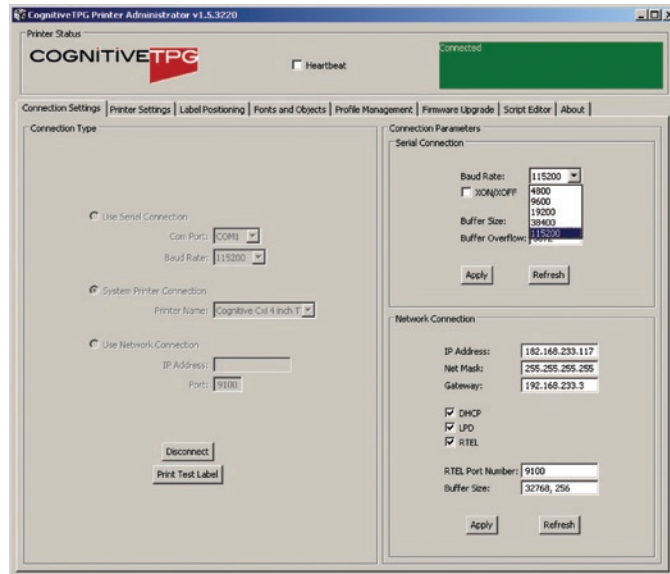 CognitiveTPG Printer Administrator v1.5.3220
Printer Status
COGNITIVETPG
Heartbeat
Connected
Connection Settings Printer Settings Label Positioning Fonts and Objects Profile Management Firmware Upgrade Script Editor About
Connection Type
Use Serial Connection
Com Port: COM1
Baud Rate: 115200
System Printer Connection
Printer Name: Cognitive Cxi 4 inch T
Use Network Connection
IP Address:
Port: 9100
Disconnect
Print Test Label
Connection Parameters
Serial Connection
Baud Rate: 115200
4800
9600
19200
38400
115200
XON/XOFF
Buffer Size:
Buffer Overflow:
Apply Refresh
Network Connection
IP Address: 182.168.233.117
Net Mask: 255.255.255.255
Gateway: 192.168.233.3
DHCP
LPD
RTEL
RTEL Port Number: 9100
Buffer Size: 32768, 256
Apply Refresh